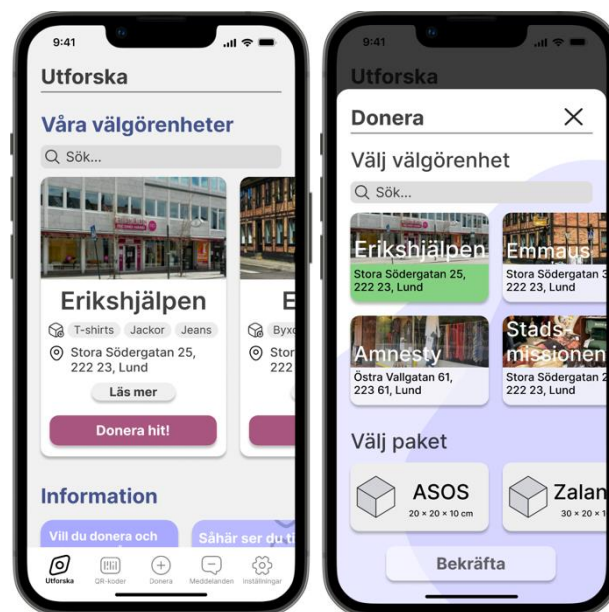 9:41
Utforska
Våra välgörenheter
Sök...
Erikshjälpen
E
T-shirts Jackor Jeans
Byxo
Stora Södergatan 25,
222 23, Lund
Stor
222
Läs mer
Donera hit!
Information
Vill du donera och
Såhär ser du ti
Utforska
QR-koder
Donera
Meddelanden
Inställningar
9:41
Utforska
Donera
Välj välgörenhet
Sök...
Erikshjälpen
Stora Södergatan 25,
222 23, Lund
Emmaus
Stora Södergatan 3
222 23, Lund
Amnesty
Östra Vallgatan 61,
223 61, Lund
Stads-
missionen
Stora Södergatan 2
222 23, Lund
Välj paket
ASOS
20 × 20 × 10 cm
Zalan
30 × 20 × 1
Bekräfta